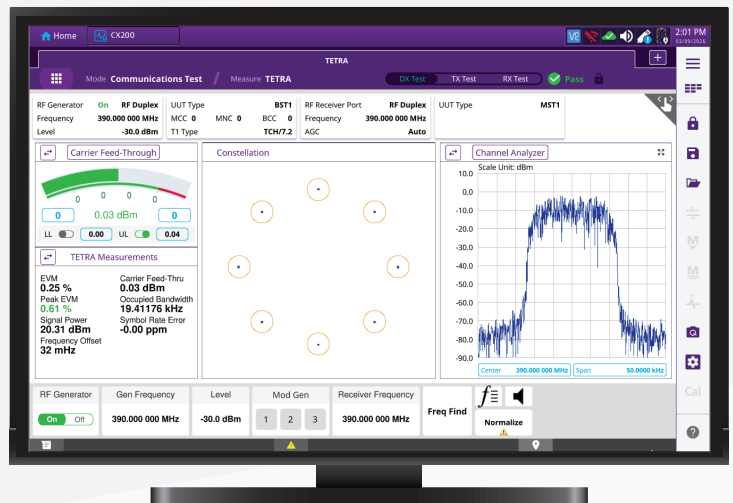 Home
CX200
V2
2:01 PM
03/09/2026
TETRA
+
Mode Communications Test / Measure TETRA
DX Test TX Test RX Test Pass
RF Generator On RF Duplex
Frequency 390.000 000 MHz
Level -30.0 dBm
UUT Type BST1
MCC 0 MNC 0 BCC 0
T1 Type TCH/7.2
RF Receiver Port RF Duplex
Frequency 390.000 000 MHz
AGC Auto
UUT Type MST1
Carrier Feed-Through
0 0 0 0
0 0.03 dBm 0
LL 0.00 UL 0.04
TETRA Measurements
EVM
0.25 %
Peak EVM
0.61 %
Signal Power
20.31 dBm
Frequency Offset
32 mHz
Carrier Feed-Thru
0.03 dBm
Occupied Bandwidth
19.41176
kHz
Symbol Rate Error
-0.00 ppm
Constellation
Channel Analyzer
Scale Unit: dBm
10.0
0.0
-10.0
-20.0
-30.0
-40.0
-50.0
-60.0
-70.0
-80.0
-90.0
Center 390.000 000 MHz
Span 50.0000 kHz
M
M
Cal
?
RF Generator
On Off
Gen Frequency
390.000 000 MHz
Level
-30.0 dBm
Mod Gen
1 2 3
Receiver Frequency
390.000 000 MHz
Freq Find
f
Normalize